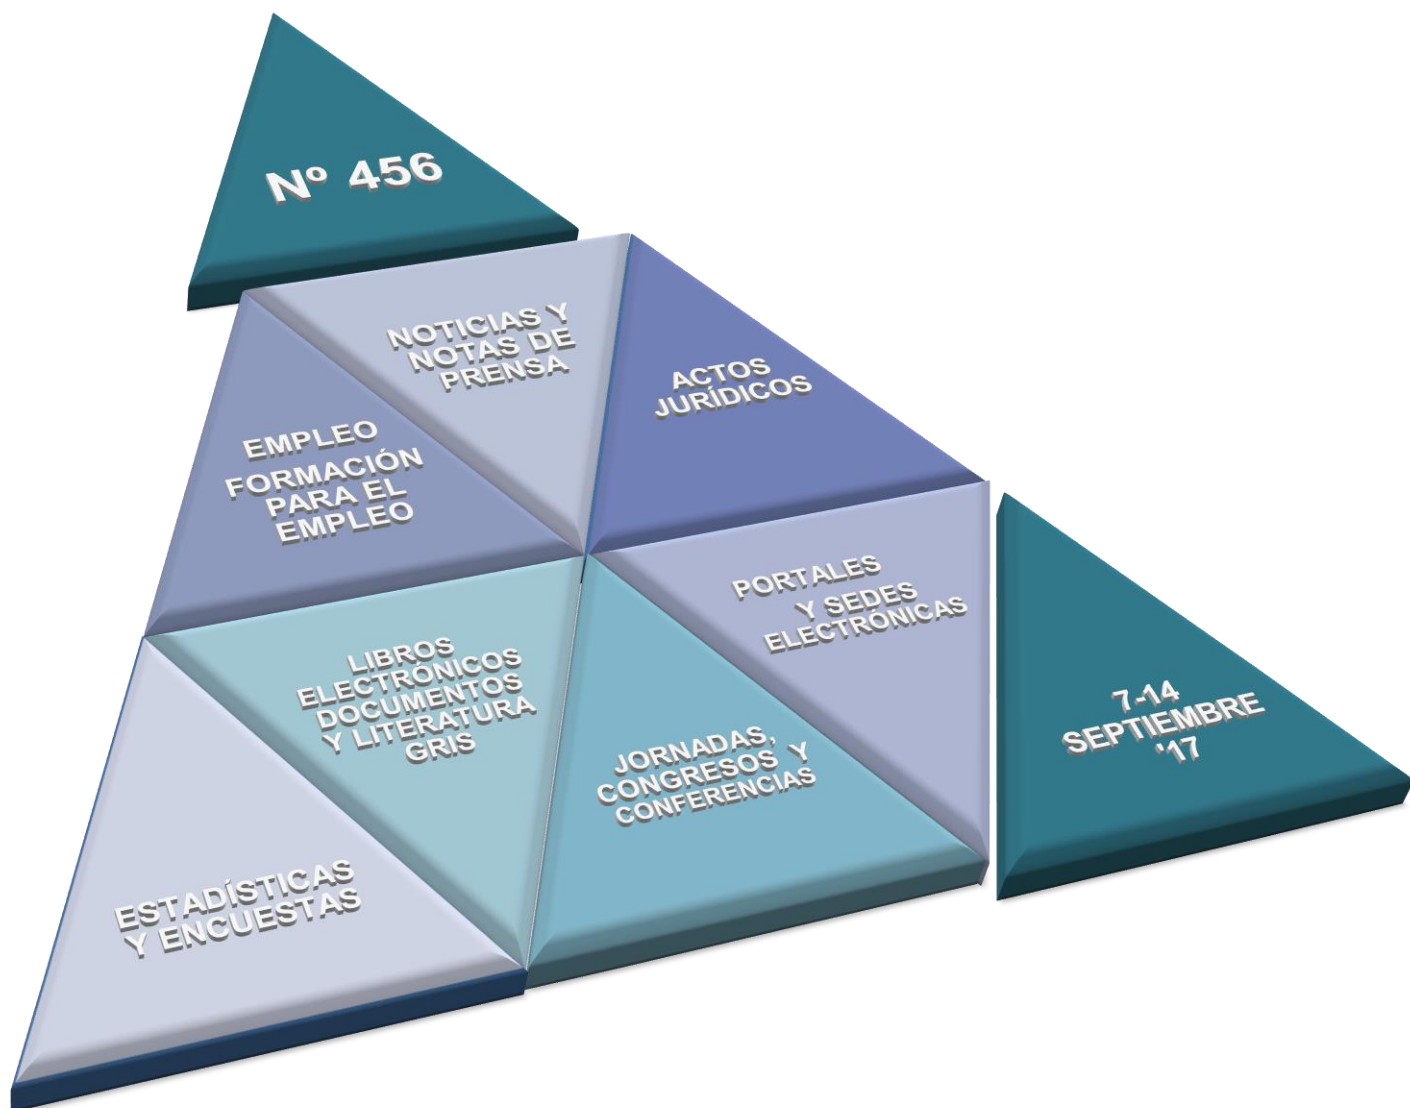 Nº 456
NOTICIAS Y
NOTAS DE
PRENSA
ACTOS
JURÍDICOS
EMPLEO
FORMACIÓN
PARA EL
EMPLEO
PORTALES
Y SEDES
ELECTRÓNICAS
LIBROS
ELECTRÓNICOS
DOCUMENTOS
Y LITERATURA
GRIS
JORNADAS,
CONGRESOS Y
CONFERENCIAS
7-14
SEPTIEMBRE
'17
ESTADÍSTICAS
Y ENCUESTAS